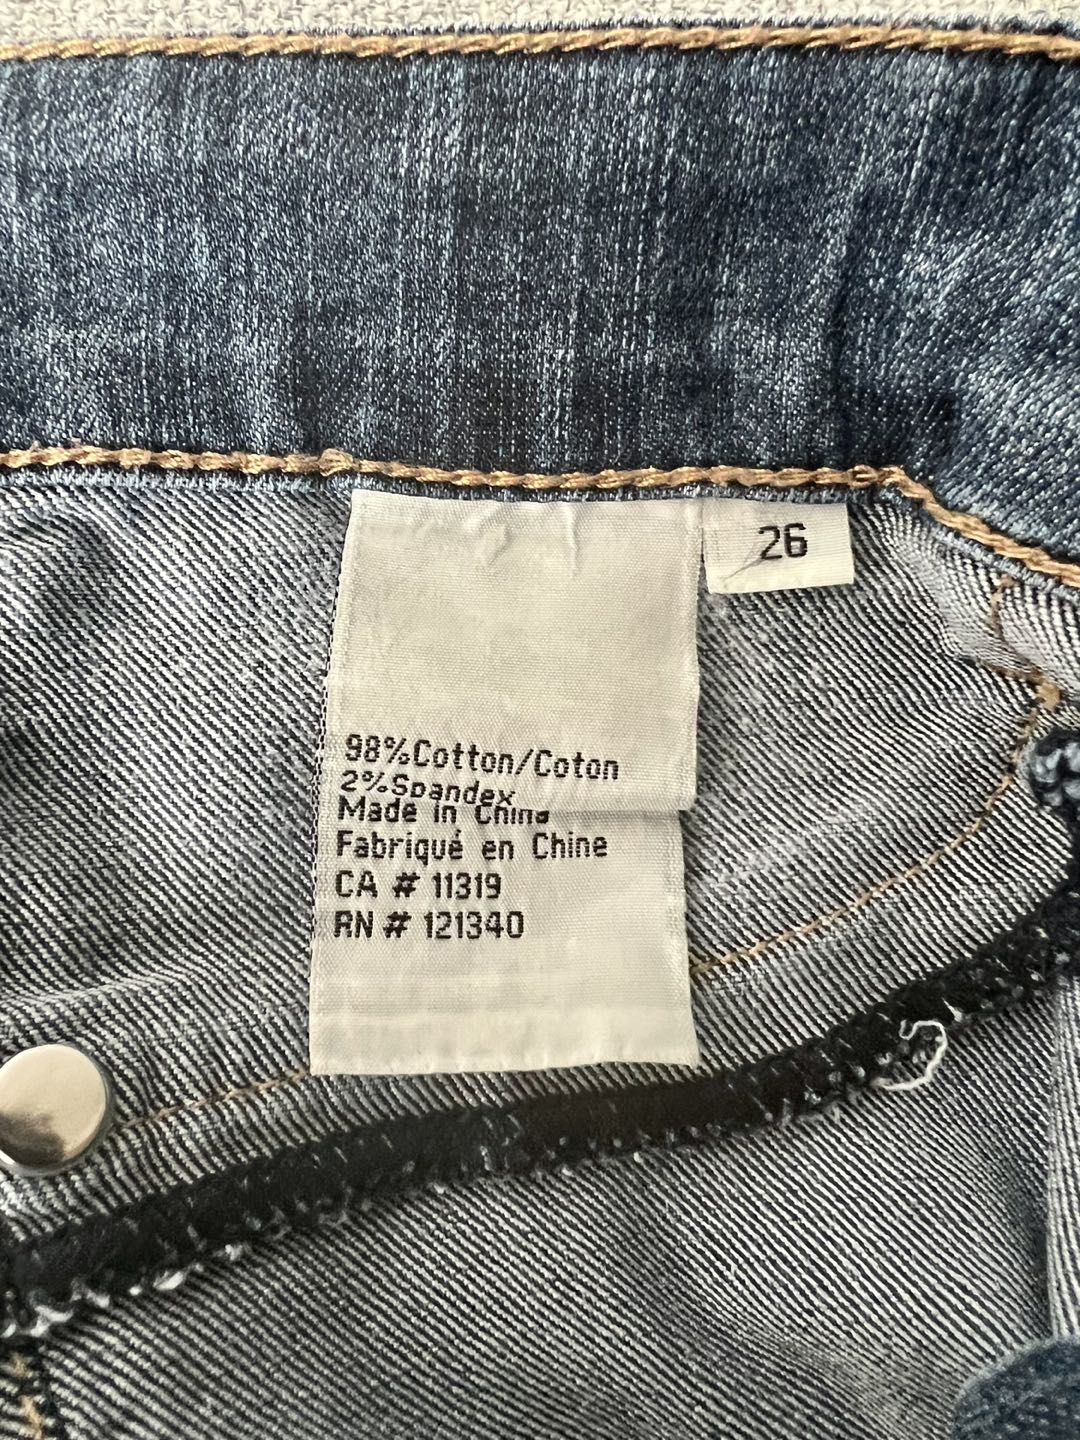 26
98%Cotton/Coton
2%Spandex
Made in China
Fabriqué en Chine
CA # 11319
RN # 121340